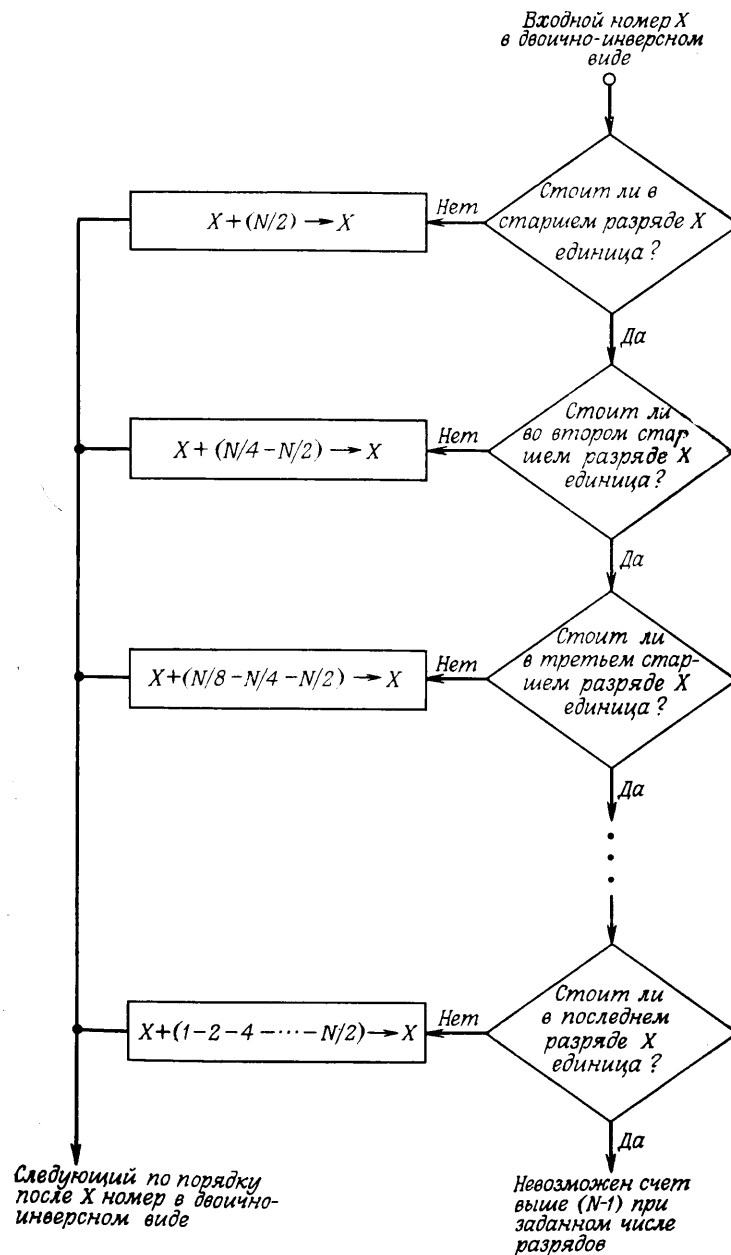 Входной номер X
в двоично-инверсном
виде
Стоит ли в
старшем разряде X
единица?
Нет
X + (N/2) → X
Да
Стоит ли
во втором стар
шем разряде X
единица?
Нет
X + (N/4 - N/2) → X
Да
Стоит ли
в третьем стар-
шем разряде X
единица?
Нет
X+(N/8 - N/4 - N/2) → X
Да
Стоит ли
в последнем
разряде X
единица?
Нет
X+(1-2-4-···-N/2) → X
Да
Следующий по порядку
после X номер в двоично-
инверсном виде
Невозможен счет
выше (N-1) при
заданном числе
разрядов